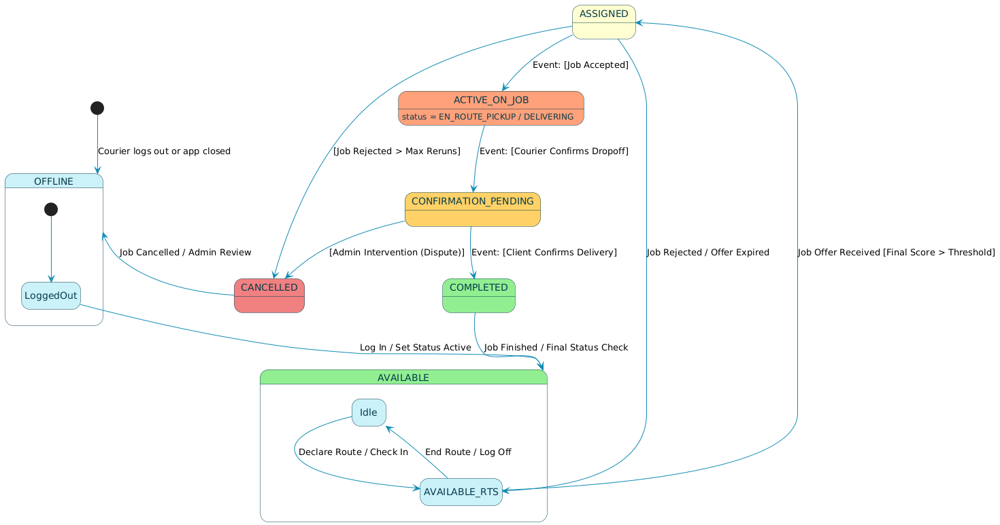 ASSIGNED
Event: [Job Accepted]
ACTIVE_ON_JOB
status = EN_ROUTE_PICKUP / DELIVERING
Courier logs out or app closed
[Job Rejected > Max Reruns]
Event: [Courier Confirms Dropoff]
OFFLINE
CONFIRMATION_PENDING
Job Cancelled / Admin Review
[Admin Intervention (Dispute)]
Event: [Client Confirms Delivery]
Job Rejected / Offer Expired
Job Offer Received [Final Score > Threshold]
LoggedOut
CANCELLED
COMPLETED
Log In / Set Status Active
Job Finished / Final Status Check
AVAILABLE
Idle
Declare Route / Check In
End Route / Log Off
AVAILABLE_RTS